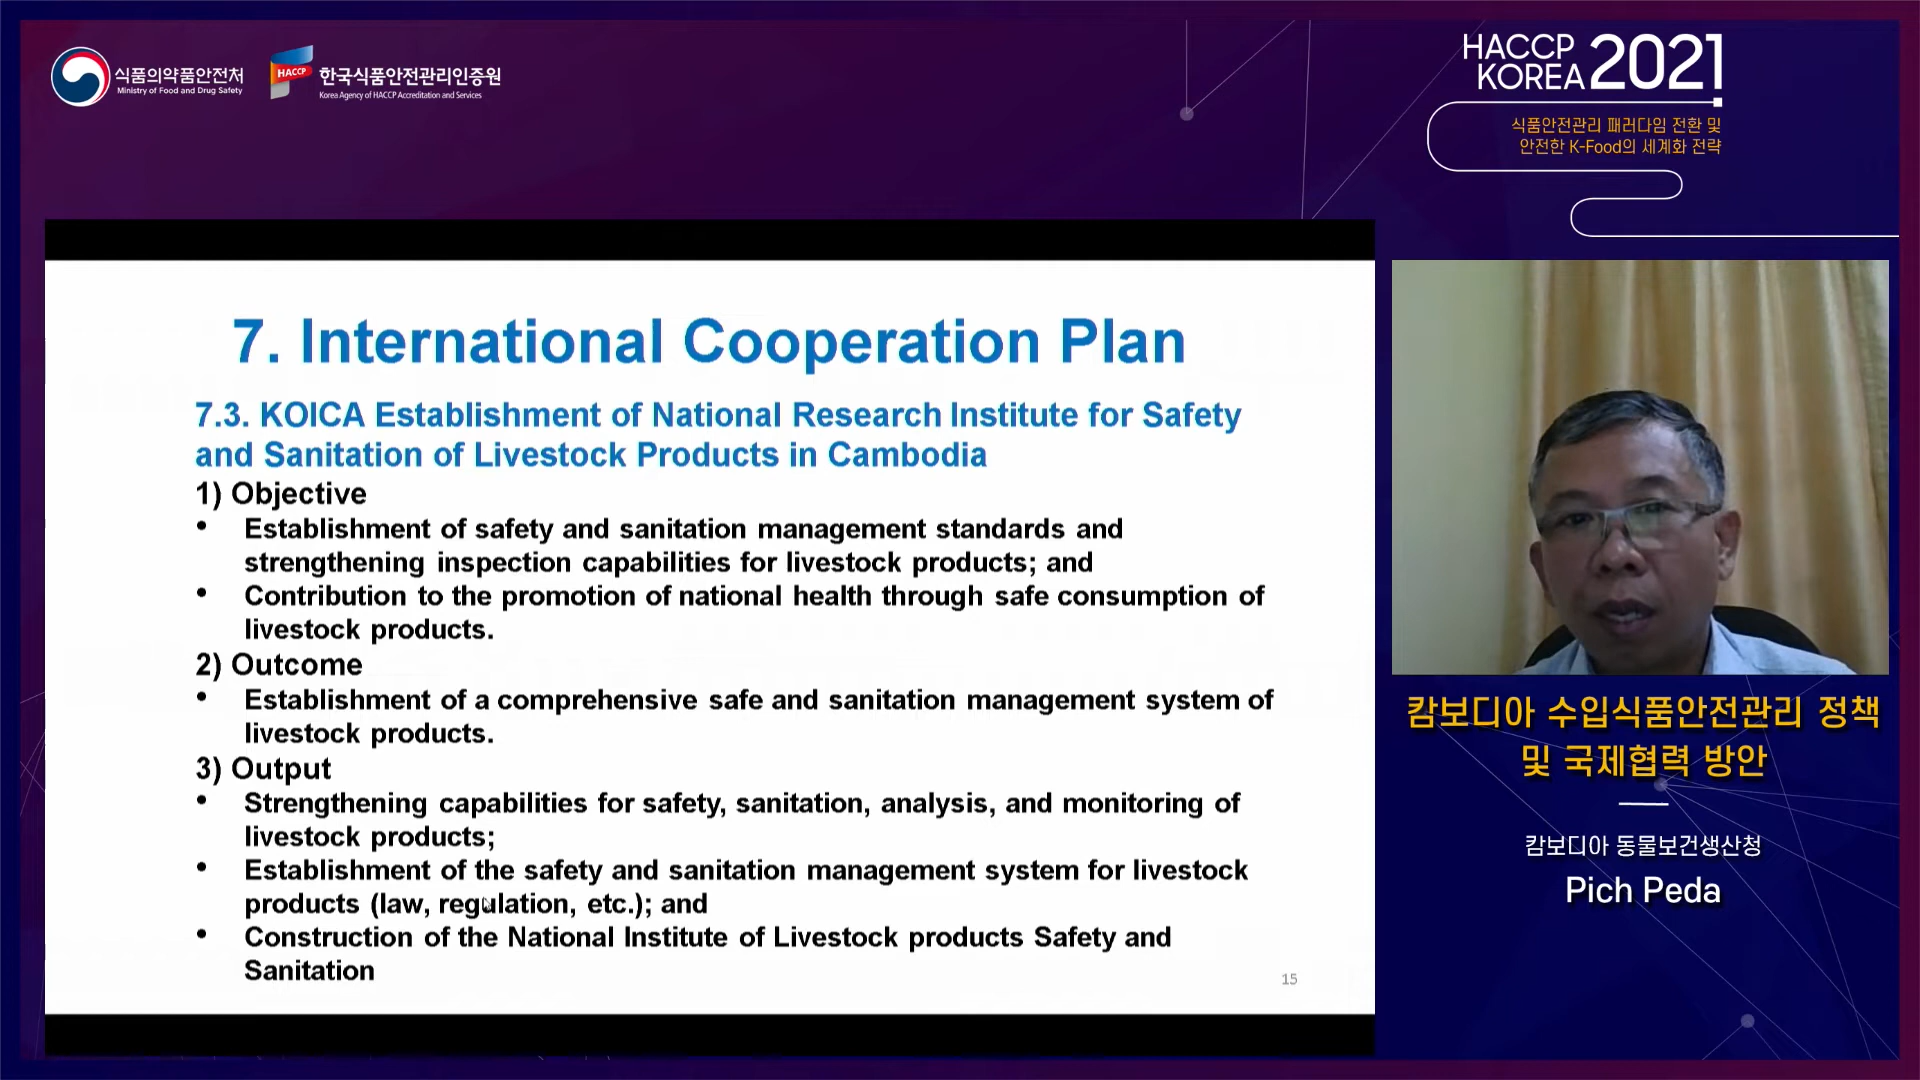 식품의약품안전처
Ministry of Food and Drug Safety
HACCP
한국식품안전관리인증원
Korea Agency of HACCP Accreditation and Services
HACCP
KOREA 2021
식품안전관리 패러다임 전환 및
안전한 K-Food의 세계화 전략
7. International Cooperation Plan
7.3. KOICA Establishment of National Research Institute for Safety
and Sanitation of Livestock Products in Cambodia
1) Objective
• Establishment of safety and sanitation management standards and
strengthening inspection capabilities for livestock products; and
• Contribution to the promotion of national health through safe consumption of
livestock products.
2) Outcome
• Establishment of a comprehensive safe and sanitation management system of
livestock products.
3) Output
• Strengthening capabilities for safety, sanitation, analysis, and monitoring of
livestock products;
• Establishment of the safety and sanitation management system for livestock
products (law, regulation, etc.); and
• Construction of the National Institute of Livestock products Safety and
Sanitation
15
캄보디아 수입식품안전관리 정책
및 국제협력 방안
캄보디아 동물보건생산청
Pich Peda